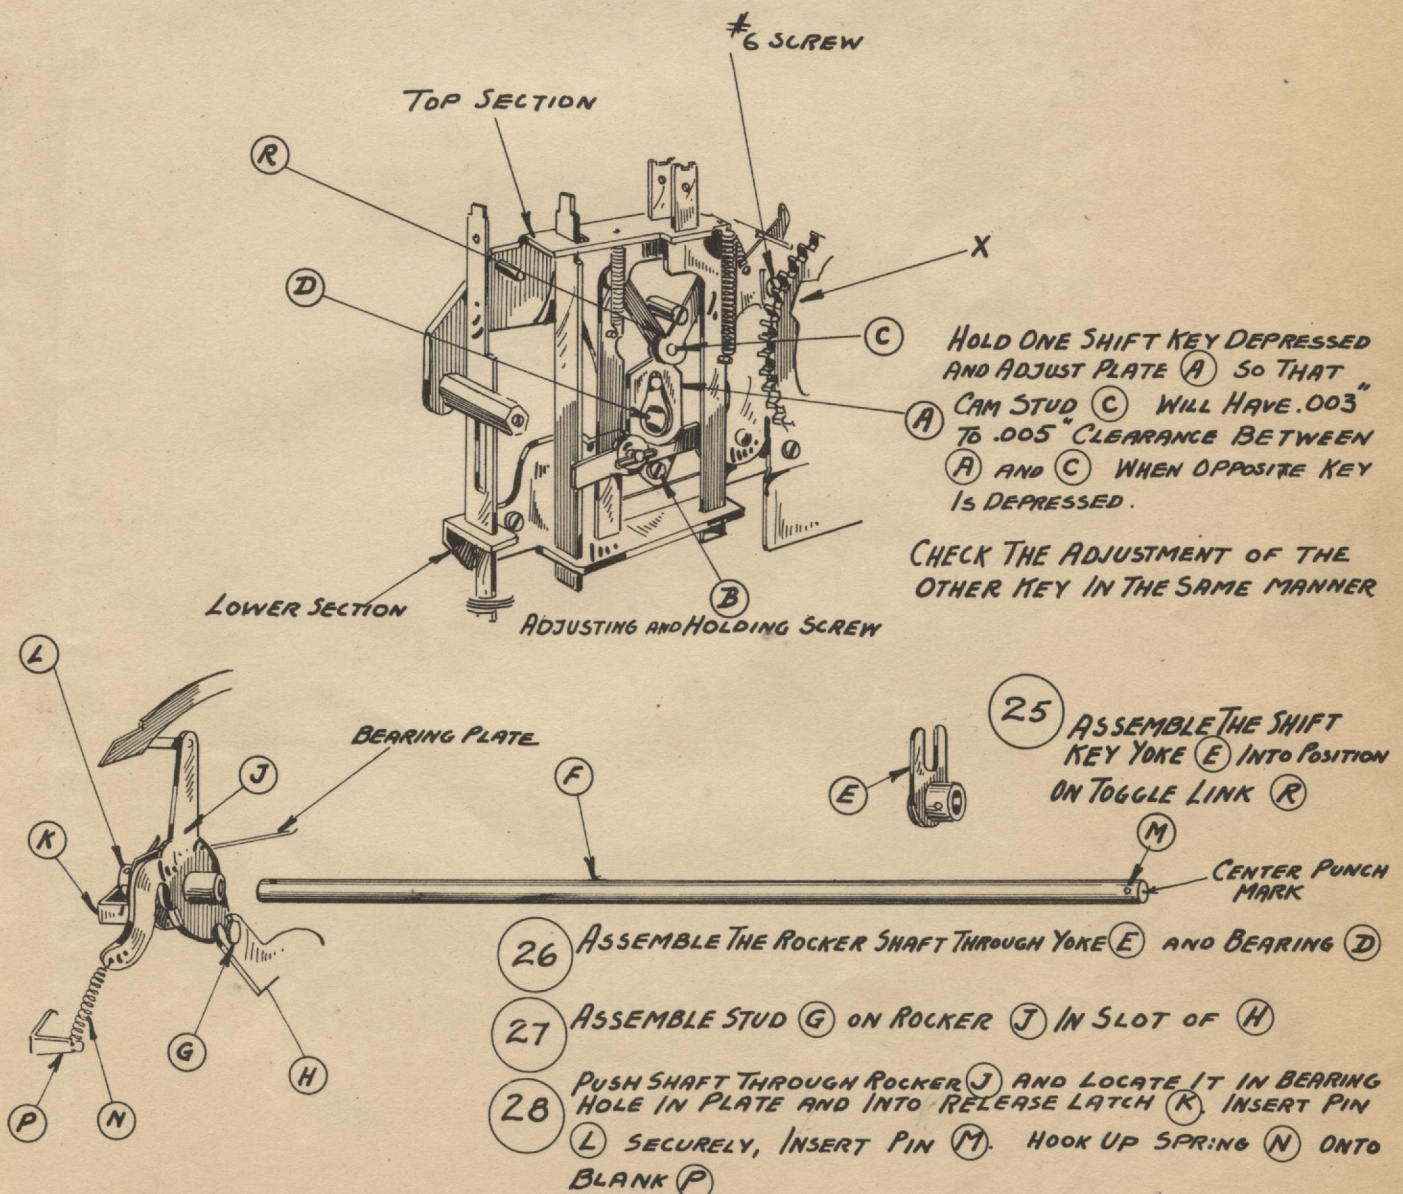 #6 SCREW
TOP SECTION
R
D
X
C
HOLD ONE SHIFT KEY DEPRESSED
AND ADJUST PLATE A SO THAT
CAM STUD C WILL HAVE .003"
TO .005" CLEARANCE BETWEEN
A AND C WHEN OPPOSITE KEY
IS DEPRESSED.
A
CHECK THE ADJUSTMENT OF THE
OTHER KEY IN THE SAME MANNER
LOWER SECTION
B
ADJUSTING AND HOLDING SCREW
L
BEARING PLATE
J
K
F
E
25 ASSEMBLE THE SHIFT
KEY YOKE E INTO POSITION
ON TOGGLE LINK R
M
CENTER PUNCH
MARK
26 ASSEMBLE THE ROCKER SHAFT THROUGH YOKE E AND BEARING D
27 ASSEMBLE STUD G ON ROCKER J IN SLOT OF H
28 PUSH SHAFT THROUGH ROCKER J AND LOCATE IT IN BEARING
HOLE IN PLATE AND INTO RELEASE LATCH K. INSERT PIN
L SECURELY, INSERT PIN M. HOOK UP SPRING N ONTO
BLANK P
G
H
P
N